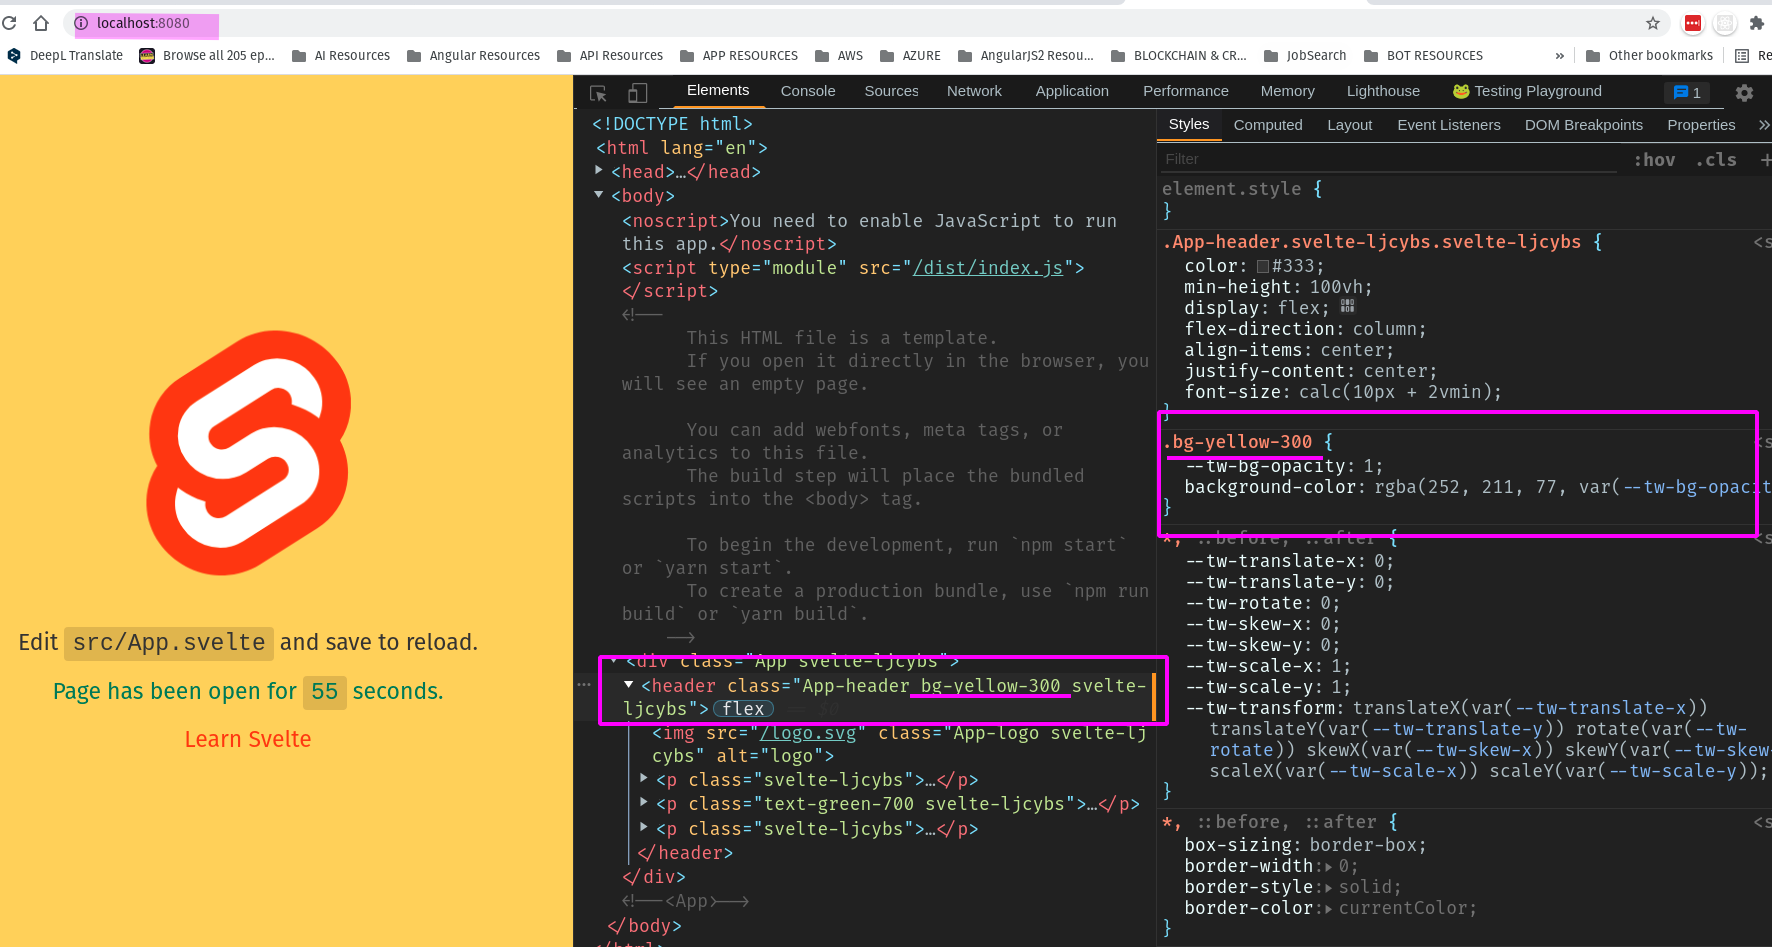 localhost:8080
DeepL Translate
Browse all 205 ep...
AI Resources
Angular Resources
API Resources
APP RESOURCES
AWS
AZURE
AngularJS2 Resou...
BLOCKCHAIN & CR...
JobSearch
BOT RESOURCES
»
Other bookmarks
Re
Edit src/App.svelte and save to reload.
Page has been open for 55 seconds.
Learn Svelte
Elements
Console
Sources
Network
Application
Performance
Memory
Lighthouse
🐸 Testing Playground
1
<!DOCTYPE html>
<html lang="en">
<head>…</head>
<body>
<noscript>You need to enable JavaScript to run
this app.</noscript>
<script type="module" src="/dist/index.js">
</script>
<!--
This HTML file is a template.
If you open it directly in the browser, you
will see an empty page.
You can add webfonts, meta tags, or
analytics to this file.
The build step will place the bundled
scripts into the <body> tag.
To begin the development, run `npm start`
or `yarn start`.
To create a production bundle, use `npm run
build` or `yarn build`.
-->
<div class="App svelte-ljcybs">
<header class="App-header bg-yellow-300 svelte-
ljcybs"> flex == $0
<img src="/logo.svg" class="App-logo svelte-lj
cybs" alt="logo">
<p class="svelte-ljcybs">…</p>
<p class="text-green-700 svelte-ljcybs">…</p>
<p class="svelte-ljcybs">…</p>
</header>
</div>
<!--<App>-->
</body>
</html>
Styles
Computed
Layout
Event Listeners
DOM Breakpoints
Properties
»
Filter
:hov
.cls
+
element.style {
}
.App-header.svelte-ljcybs.svelte-ljcybs { <s
color: #333;
min-height: 100vh;
display: flex;
flex-direction: column;
align-items: center;
justify-content: center;
font-size: calc(10px + 2vmin);
}
.bg-yellow-300 { <s
--tw-bg-opacity: 1;
background-color: rgba(252, 211, 77, var(--tw-bg-opacit
}
*, ::before, ::after { <s
--tw-translate-x: 0;
--tw-translate-y: 0;
--tw-rotate: 0;
--tw-skew-x: 0;
--tw-skew-y: 0;
--tw-scale-x: 1;
--tw-scale-y: 1;
--tw-transform: translateX(var(--tw-translate-x))
translateY(var(--tw-translate-y)) rotate(var(--tw-
rotate)) skewX(var(--tw-skew-x)) skewY(var(--tw-skew-
scaleX(var(--tw-scale-x)) scaleY(var(--tw-scale-y));
}
*, ::before, ::after { <s
box-sizing: border-box;
border-width: 0;
border-style: solid;
border-color: currentColor;
}